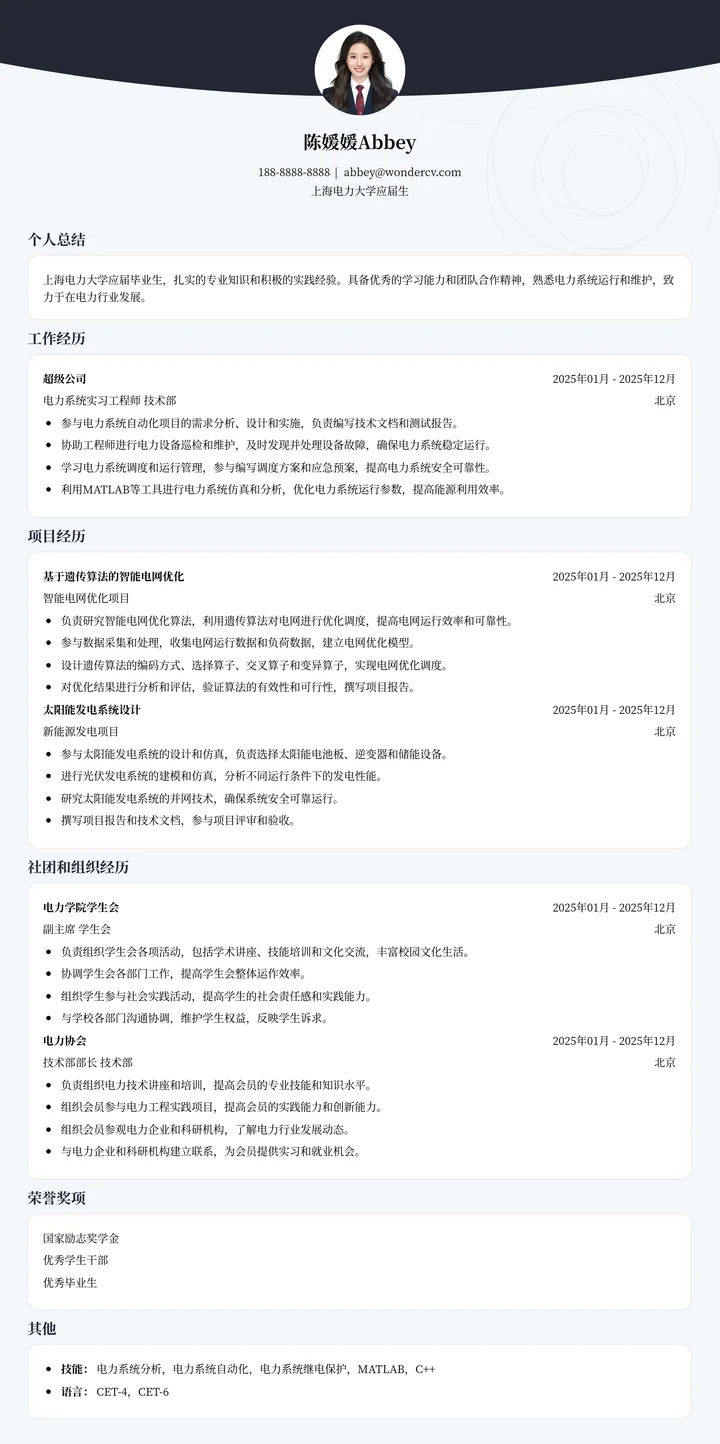 陈媛媛Abbey
188-8888-8888 | abbey@wondercv.com
上海电力大学应届生
个人总结
上海电力大学应届毕业生，扎实的专业知识和积极的实践经验。具备优秀的学习能力和团队合作精神，熟悉电力系统运行和维护，致
力于在电力行业发展。
工作经历
超级公司 2025年01月 - 2025年12月
电力系统实习工程师 技术部 北京
• 参与电力系统自动化项目的需求分析、设计和实施，负责编写技术文档和测试报告。
• 协助工程师进行电力设备巡检和维护，及时发现并处理设备故障，确保电力系统稳定运行。
• 学习电力系统调度和运行管理，参与编写调度方案和应急预案，提高电力系统安全可靠性。
• 利用MATLAB等工具进行电力系统仿真和分析，优化电力系统运行参数，提高能源利用效率。
项目经历
基于遗传算法的智能电网优化 2025年01月 - 2025年12月
智能电网优化项目 北京
• 负责研究智能电网优化算法，利用遗传算法对电网进行优化调度，提高电网运行效率和可靠性。
• 参与数据采集和处理，收集电网运行数据和负荷数据，建立电网优化模型。
• 设计遗传算法的编码方式、选择算子、交叉算子和变异算子，实现电网优化调度。
• 对优化结果进行分析和评估，验证算法的有效性和可行性，撰写项目报告。
太阳能发电系统设计 2025年01月 - 2025年12月
新能源发电项目 北京
• 参与太阳能发电系统的设计和仿真，负责选择太阳能电池板、逆变器和储能设备。
• 进行光伏发电系统的建模和仿真，分析不同运行条件下的发电性能。
• 研究太阳能发电系统的并网技术，确保系统安全可靠运行。
• 撰写项目报告和技术文档，参与项目评审和验收。
社团和组织经历
电力学院学生会 2025年01月 - 2025年12月
副主席 学生会 北京
• 负责组织学生会各项活动，包括学术讲座、技能培训和文化交流，丰富校园文化生活。
• 协调学生会各部门工作，提高学生会整体运作效率。
• 组织学生参与社会实践活动，提高学生的社会责任感和实践能力。
• 与学校各部门沟通协调，维护学生权益，反映学生诉求。
电力协会 2025年01月 - 2025年12月
技术部部长 技术部 北京
• 负责组织电力技术讲座和培训，提高会员的专业技能和知识水平。
• 组织会员参与电力工程实践项目，提高会员的实践能力和创新能力。
• 组织会员参观电力企业和科研机构，了解电力行业发展动态。
• 与电力企业和科研机构建立联系，为会员提供实习和就业机会。
荣誉奖项
国家励志奖学金
优秀学生干部
优秀毕业生
其他
• 技能： 电力系统分析，电力系统自动化，电力系统继电保护，MATLAB，C++
• 语言： CET-4，CET-6